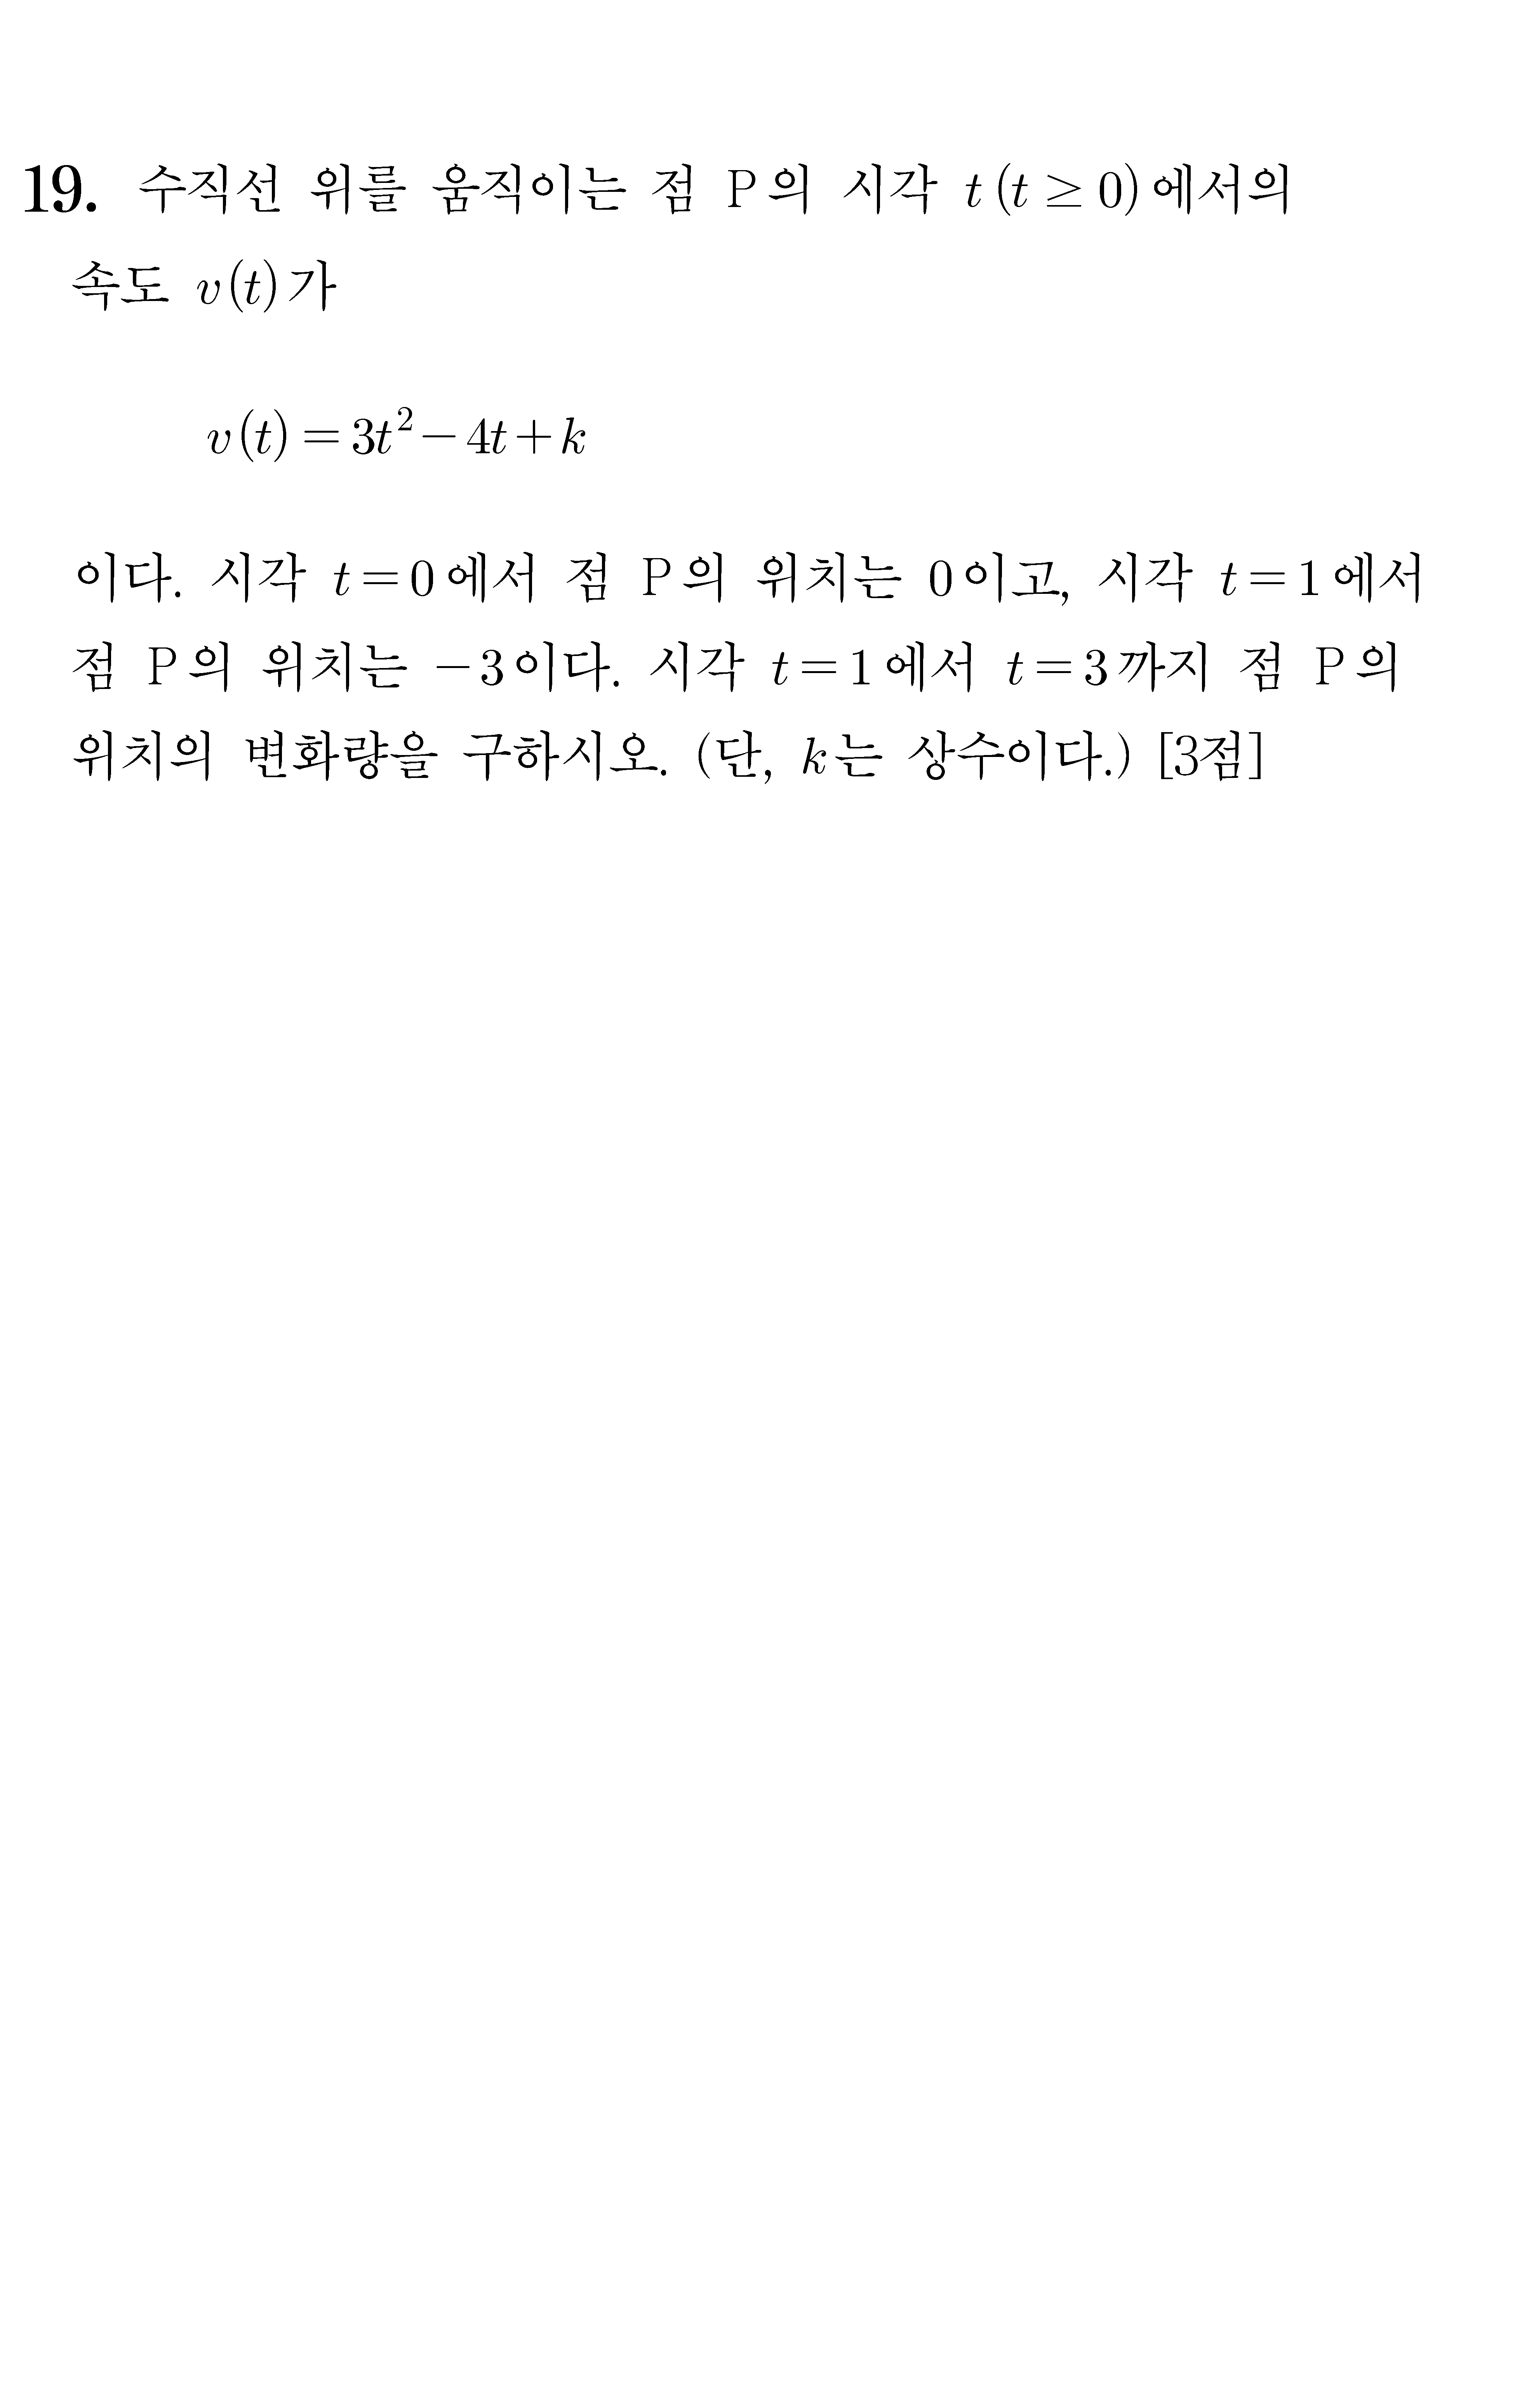 19. 수직선 위를 움직이는 점 P의 시각 t(t ≥ 0)에서의
속도 v(t)가
v(t) = 3t² − 4t + k
이다. 시각 t = 0에서 점 P의 위치는 0이고, 시각 t = 1에서
점 P의 위치는 −3이다. 시각 t = 1에서 t = 3까지 점 P의
위치의 변화량을 구하시오. (단, k는 상수이다.) [3점]